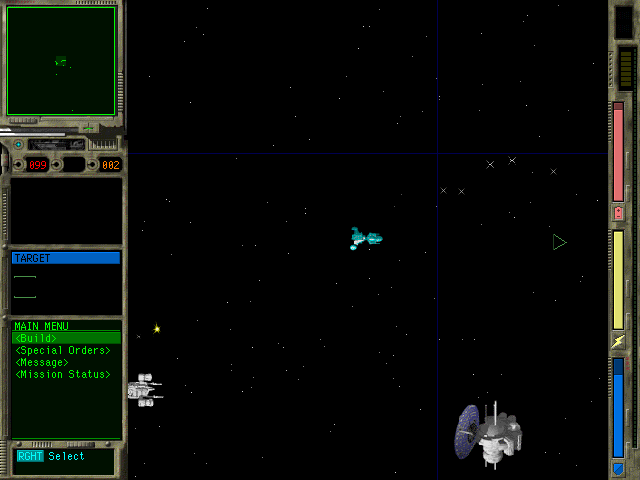 099 002
TARGET
MAIN MENU
<Build>
<Special Orders>
<Message>
<Mission Status>
RGHT Select